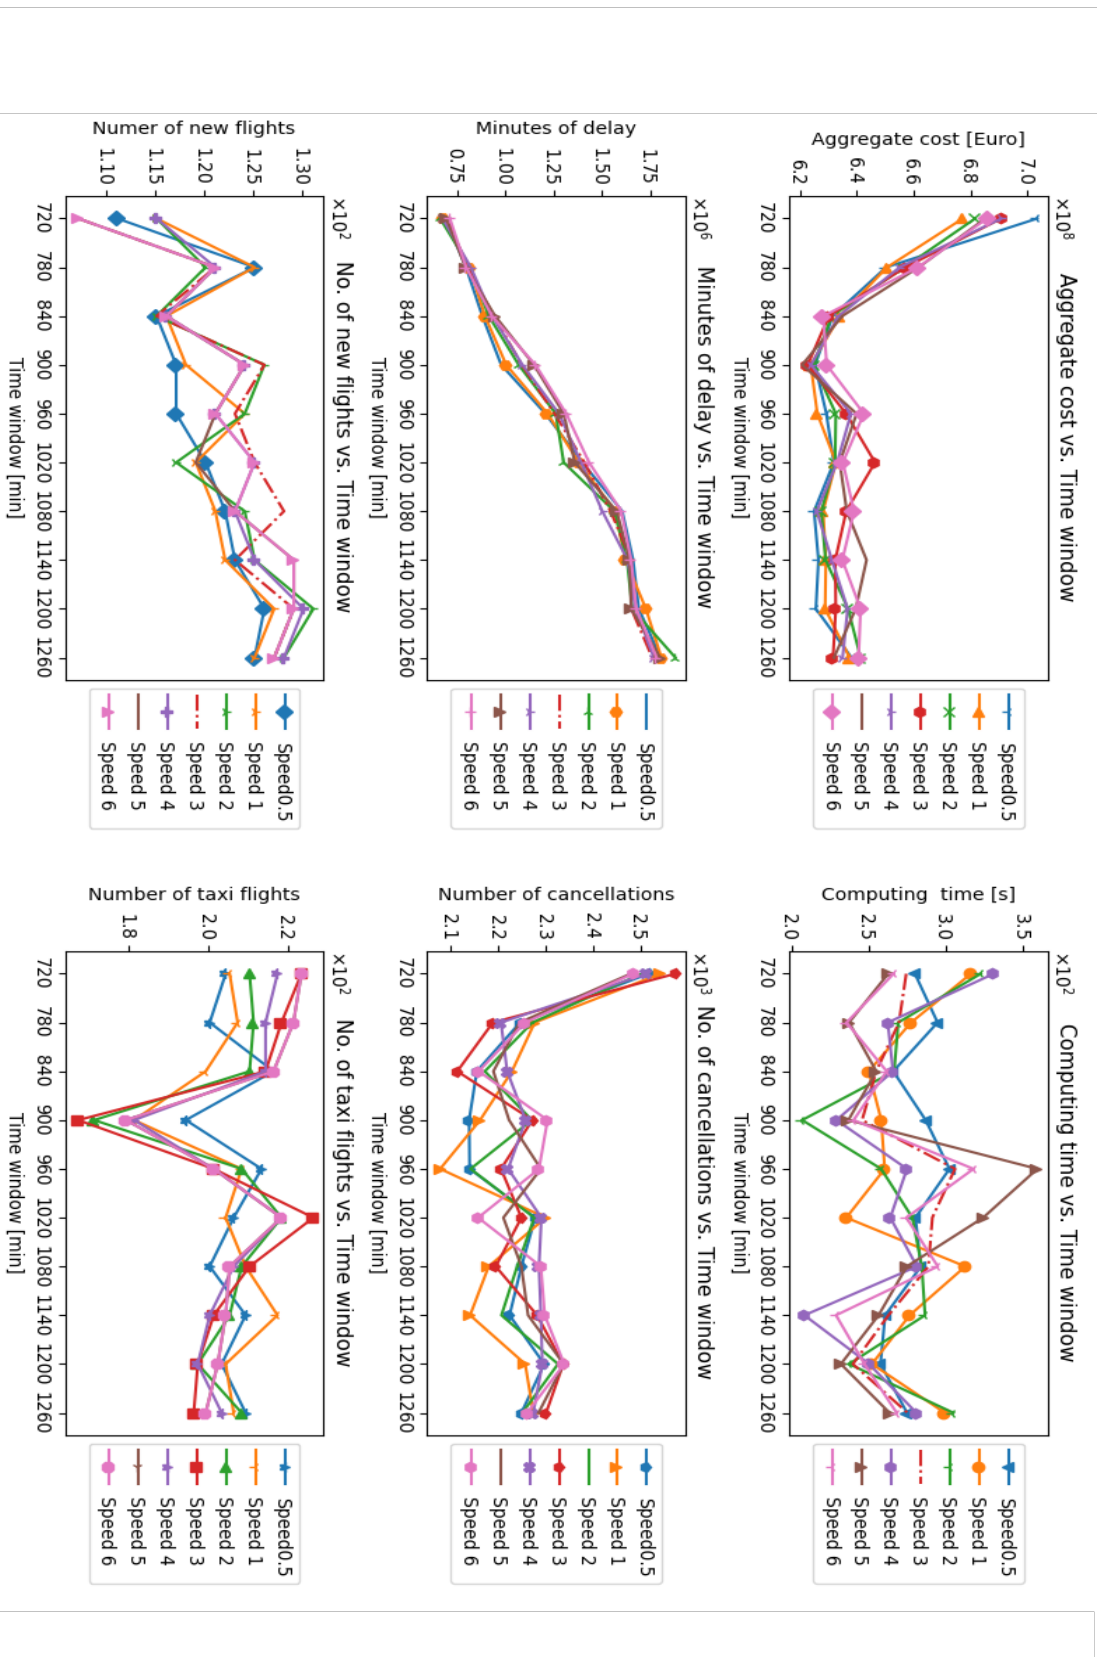 ×10⁸ Aggregate cost vs. Time window
Aggregate cost [Euro]
7.0
6.8
6.6
6.4
6.2
720 780 840 900 960 1020 1080 1140 1200 1260
Time window [min]
Speed0.5
Speed 1
Speed 2
Speed 3
Speed 4
Speed 5
Speed 6
×10² Computing time vs. Time window
Computing time [s]
3.5
3.0
2.5
2.0
720 780 840 900 960 1020 1080 1140 1200 1260
Time window [min]
Speed0.5
Speed 1
Speed 2
Speed 3
Speed 4
Speed 5
Speed 6
×10⁶ Minutes of delay vs. Time window
Minutes of delay
1.75
1.50
1.25
1.00
0.75
720 780 840 900 960 1020 1080 1140 1200 1260
Time window [min]
Speed0.5
Speed 1
Speed 2
Speed 3
Speed 4
Speed 5
Speed 6
×10³ No. of cancellations vs. Time window
Number of cancellations
2.5
2.4
2.3
2.2
2.1
720 780 840 900 960 1020 1080 1140 1200 1260
Time window [min]
Speed0.5
Speed 1
Speed 2
Speed 3
Speed 4
Speed 5
Speed 6
×10² No. of new flights vs. Time window
Numer of new flights
1.30
1.25
1.20
1.15
1.10
720 780 840 900 960 1020 1080 1140 1200 1260
Time window [min]
Speed0.5
Speed 1
Speed 2
Speed 3
Speed 4
Speed 5
Speed 6
×10² No. of taxi flights vs. Time window
Number of taxi flights
2.2
2.0
1.8
720 780 840 900 960 1020 1080 1140 1200 1260
Time window [min]
Speed0.5
Speed 1
Speed 2
Speed 3
Speed 4
Speed 5
Speed 6